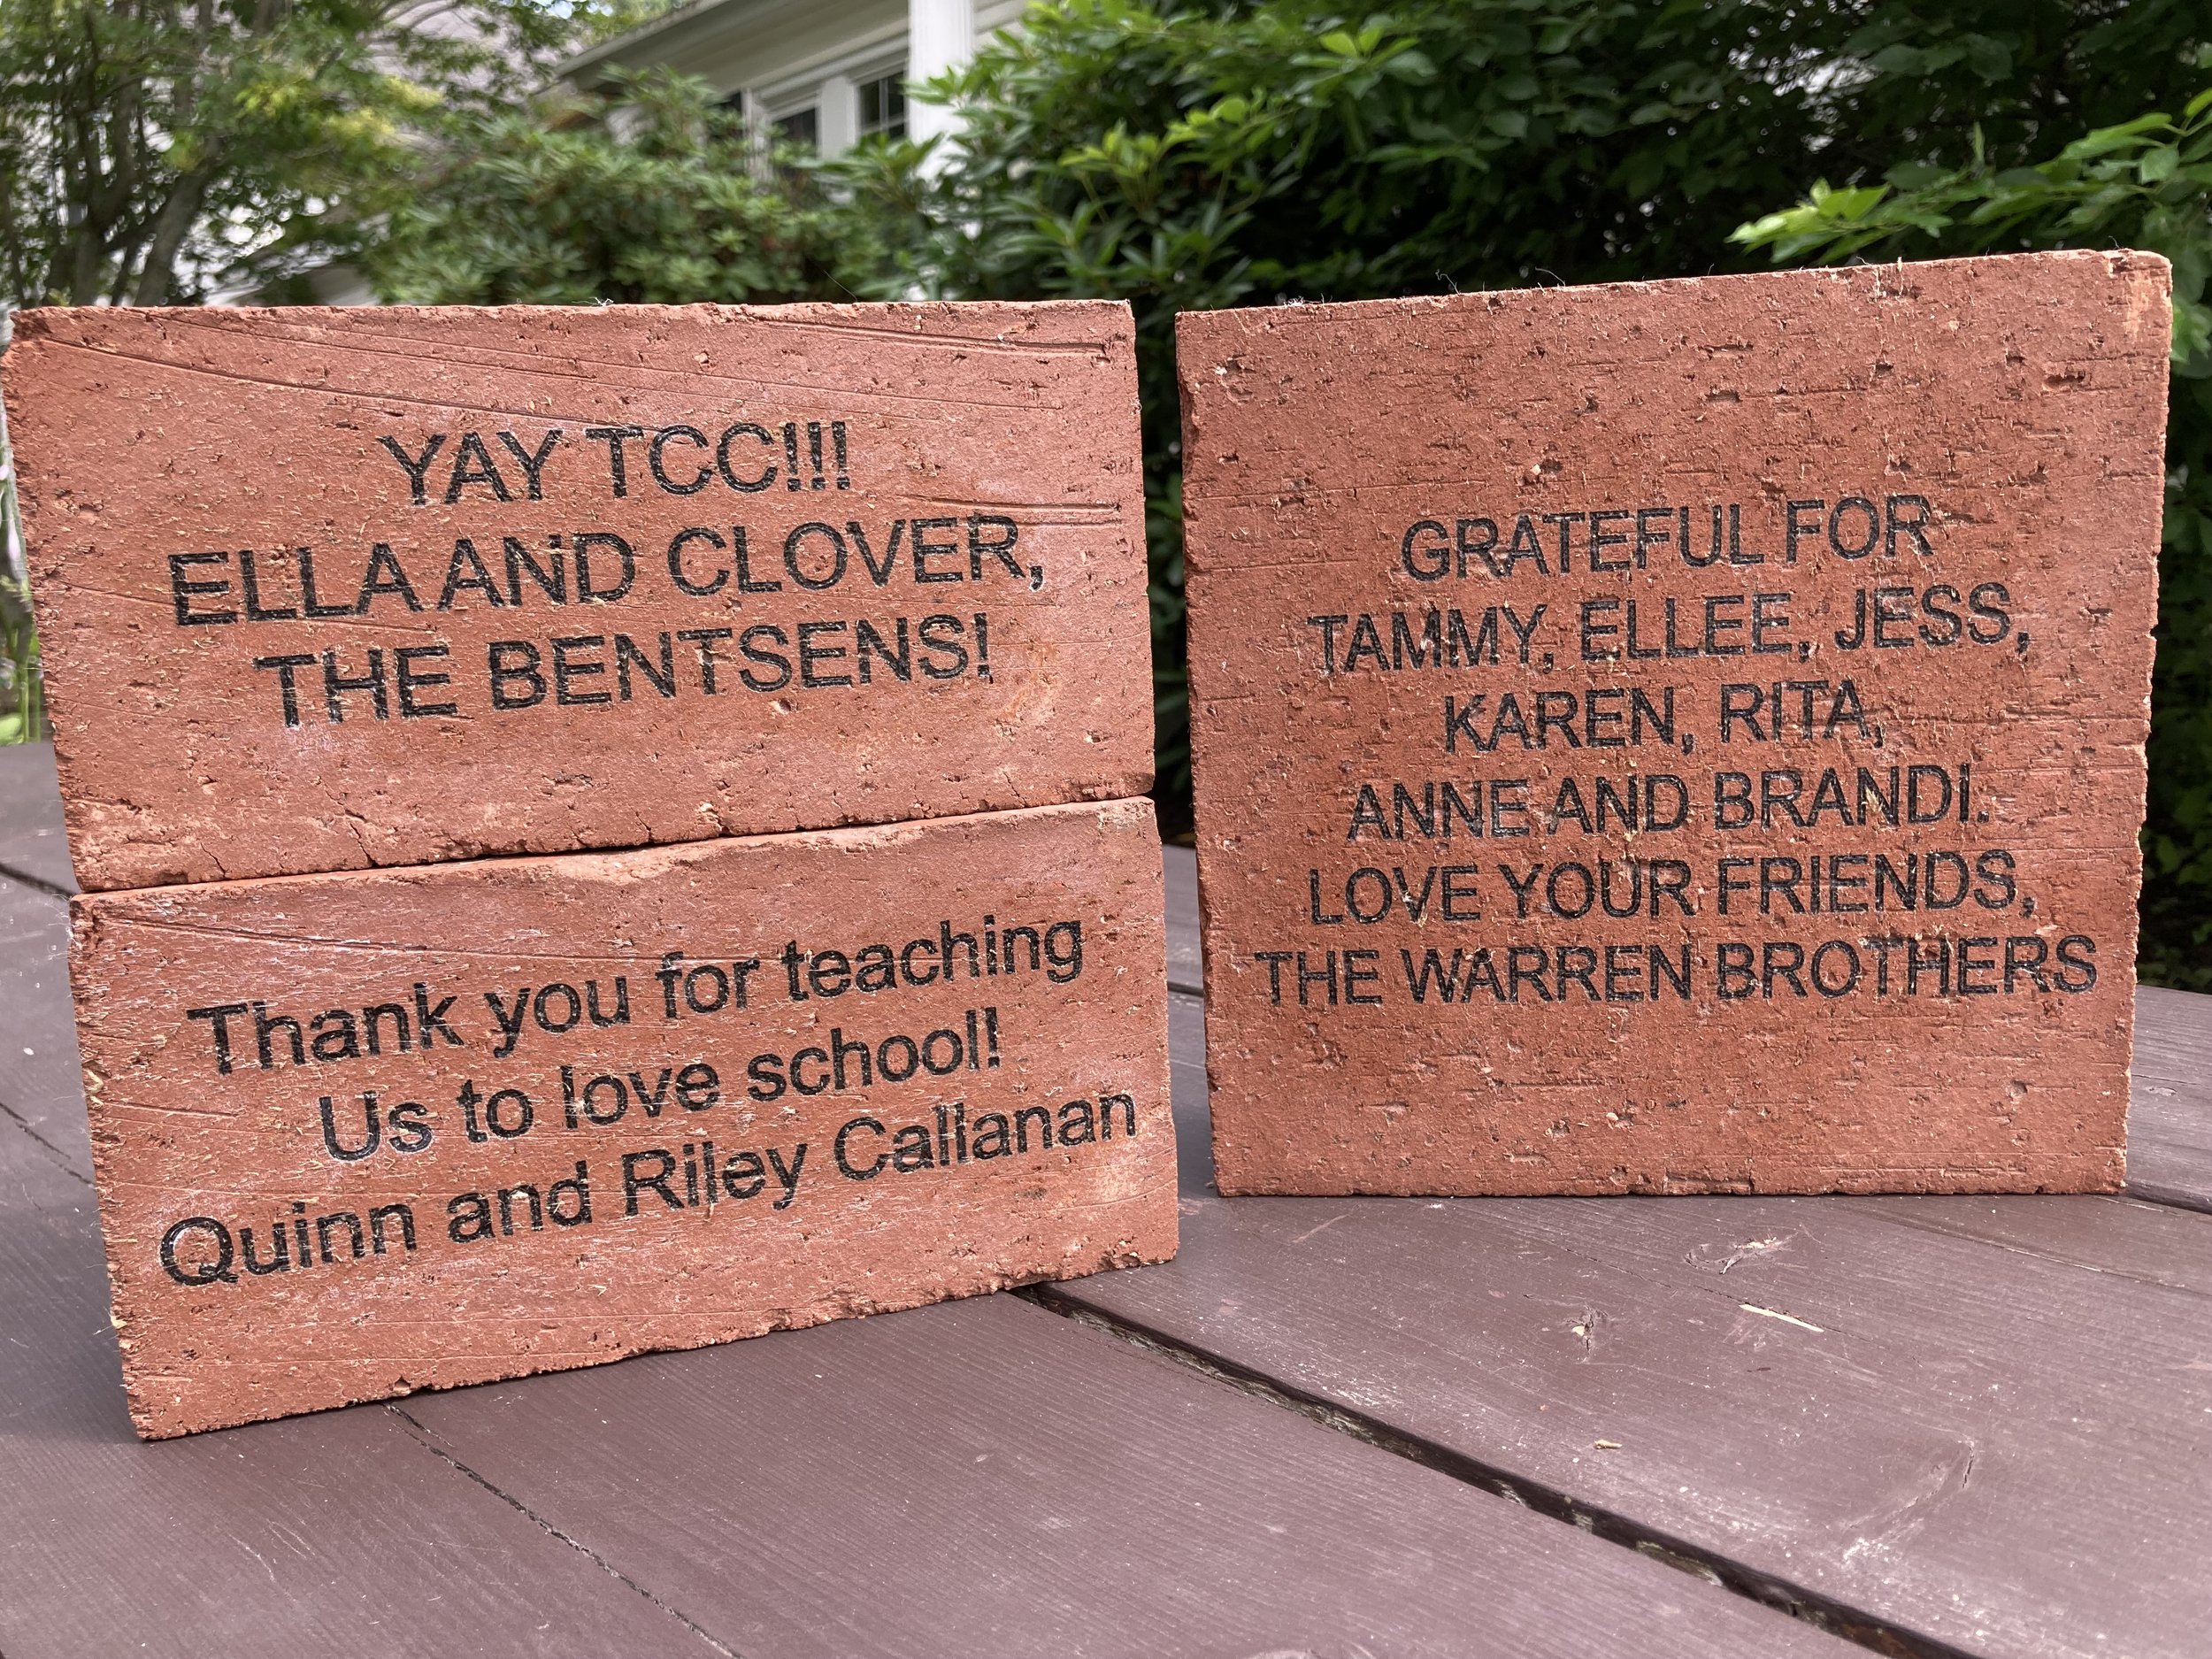 YAY TCC!!!
ELLA AND CLOVER,
THE BENTSENS!
Thank you for teaching
Us to love school!
Quinn and Riley Callanan
GRATEFUL FOR
TAMMY, ELLEE, JESS,
KAREN, RITA,
ANNE AND BRANDI.
LOVE YOUR FRIENDS,
THE WARREN BROTHERS